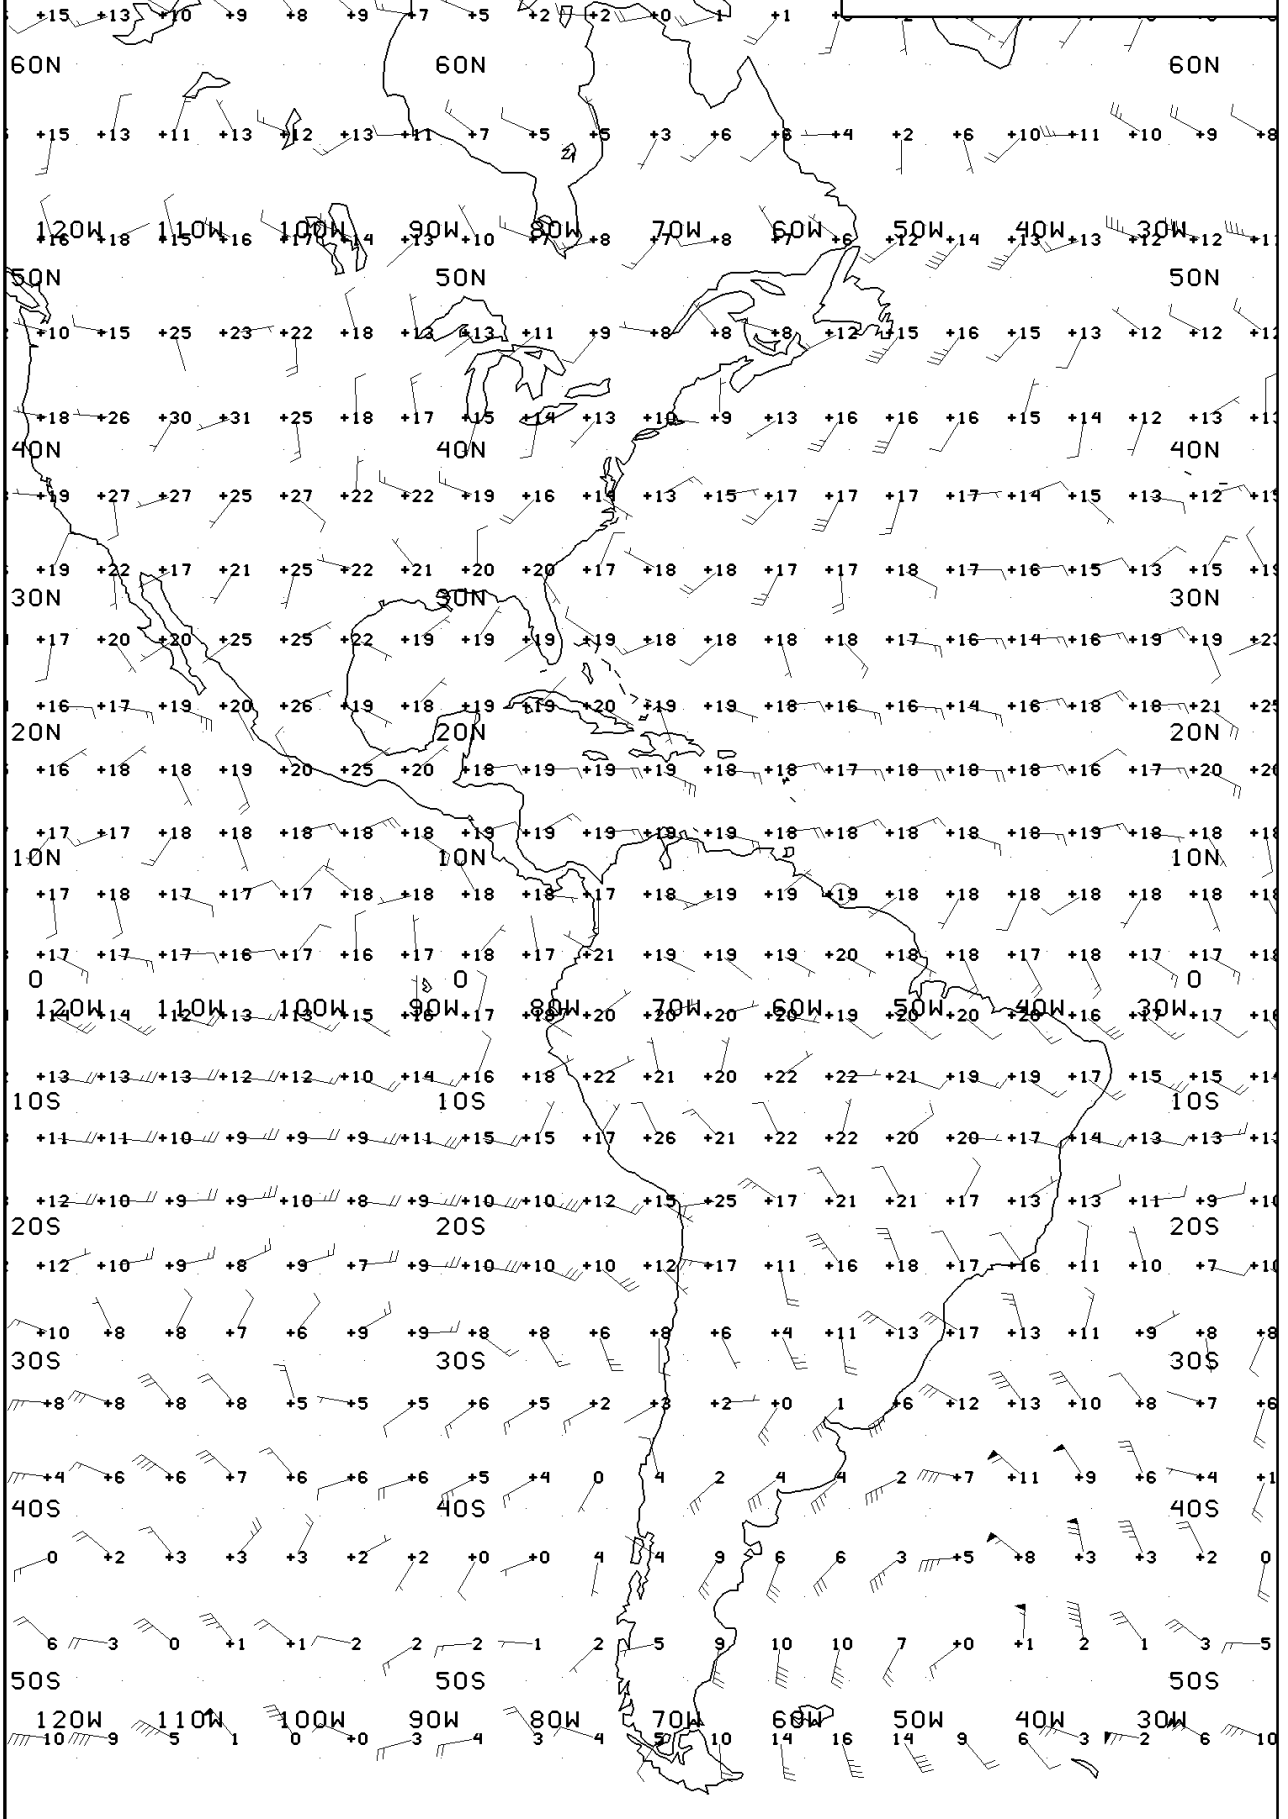 +15 +13 +10 +9 +8 +9 +7 +5 +2 +2 +0 1 +1
60N 60N 60N
+15 +13 +11 +13 +12 +13 +11 +7 +5 +5 +3 +6 +6 +4 +2 +6 +10 +11 +10 +9 +8
120W 110W 100W 90W 80W 70W 60W 50W 40W 30W
+16 +18 +15 +16 +17 +14 +13 +10 +7 +8 +7 +8 +7 +6 +12 +14 +13 +13 +12 +12
50N 50N 50N
+10 +15 +25 +23 +22 +18 +13 +13 +11 +9 +8 +8 +8 +12 +15 +16 +15 +13 +12 +12
+18 +26 +30 +31 +25 +18 +17 +15 +14 +13 +10 +9 +13 +16 +16 +16 +15 +14 +12 +13
40N 40N 40N
+19 +27 +27 +25 +27 +22 +22 +19 +16 +14 +13 +15 +17 +17 +17 +17 +14 +15 +13 +12
+19 +22 +17 +21 +25 +22 +21 +20 +20 +17 +18 +18 +17 +17 +18 +17 +16 +15 +13 +15
30N 30N 30N
+17 +20 +20 +25 +25 +22 +19 +19 +19 +19 +18 +18 +18 +18 +17 +16 +14 +16 +19 +19
+16 +17 +19 +20 +26 +19 +18 +19 +19 +20 +19 +19 +18 +16 +16 +14 +16 +18 +18 +21
20N 20N 20N
+16 +18 +18 +19 +20 +25 +20 +18 +19 +19 +19 +18 +18 +17 +18 +18 +18 +16 +17 +20
+17 +17 +18 +18 +18 +18 +18 +19 +19 +19 +19 +19 +18 +18 +18 +18 +18 +19 +18 +18
10N 10N 10N
+17 +18 +17 +17 +17 +18 +18 +18 +18 +17 +18 +19 +19 +19 +18 +18 +18 +18 +18 +18
+17 +17 +17 +16 +17 +16 +17 +18 +17 +21 +19 +19 +19 +20 +18 +18 +17 +18 +17 +17
0 0 0
120W 110W 100W 90W 80W 70W 60W 50W 40W 30W
+14 +14 +12 +13 +13 +15 +16 +17 +18 +20 +20 +20 +20 +19 +20 +20 +20 +16 +17 +17
+13 +13 +13 +12 +12 +10 +14 +16 +18 +22 +21 +20 +22 +22 +21 +19 +19 +17 +15 +15
10S 10S 10S
+11 +11 +10 +9 +9 +9 +11 +15 +15 +17 +26 +21 +22 +22 +20 +20 +17 +14 +13 +13
+12 +10 +9 +9 +10 +8 +9 +10 +10 +12 +15 +25 +17 +21 +21 +17 +13 +13 +11 +9
20S 20S 20S
+12 +10 +9 +8 +9 +7 +9 +10 +10 +10 +12 +17 +11 +16 +18 +17 +16 +11 +10 +7
+10 +8 +8 +7 +6 +9 +9 +8 +8 +6 +8 +6 +4 +11 +13 +17 +13 +11 +9 +8 +8
30S 30S 30S
+8 +8 +8 +8 +5 +5 +5 +6 +5 +2 +3 +2 +0 1 +6 +12 +13 +10 +8 +7 +6
+4 +6 +6 +7 +6 +6 +6 +5 +4 0 4 2 4 4 2 +7 +11 +9 +6 +4 +1
40S 40S 40S
0 +2 +3 +3 +3 +2 +2 +0 +0 4 4 9 6 6 3 +5 +8 +3 +3 +2 0
6 3 0 +1 +1 2 2 2 1 2 5 9 10 10 7 +0 +1 2 1 3 5
50S 50S 50S
120W 110W 100W 90W 80W 70W 60W 50W 40W 30W
10 9 5 1 0 +0 3 4 3 4 5 10 14 16 14 9 6 3 2 6 10